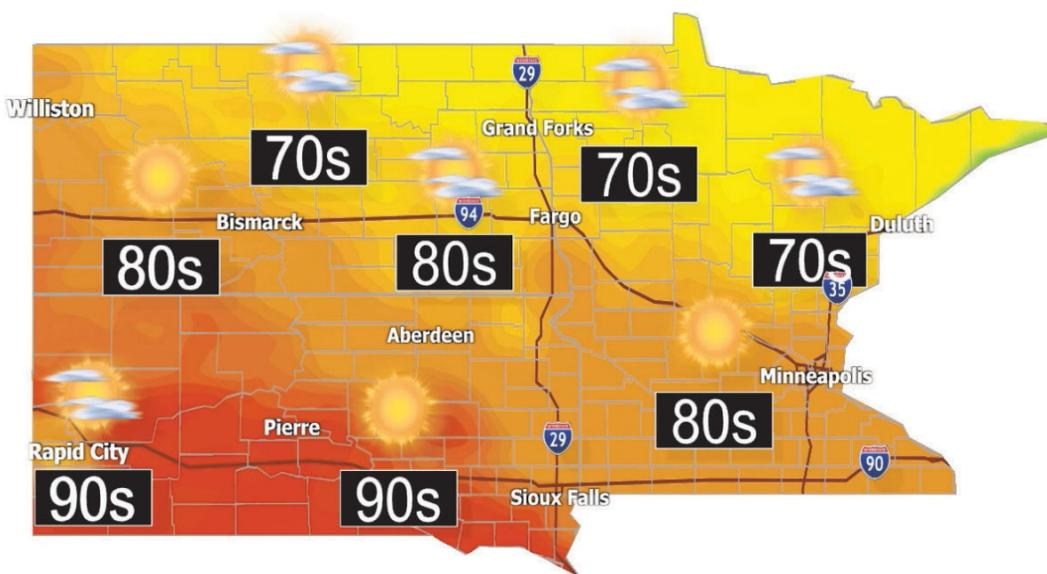 29
Williston
Grand Forks
70s
70s
94
Bismarck
Fargo
Duluth
80s
80s
70s
35
Aberdeen
Minneapolis
80s
Pierre
Rapid City
29
90
90s
90s
Sioux Falls